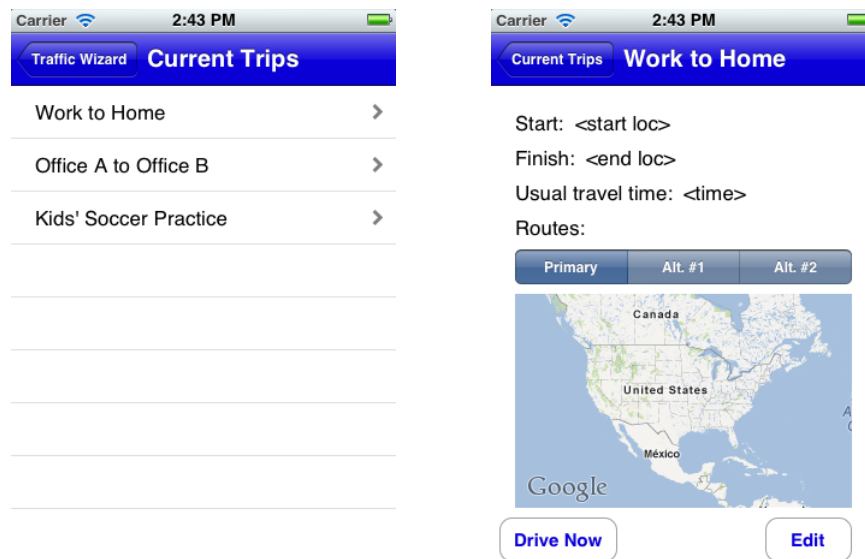 Carrier 2:43 PM
Traffic Wizard Current Trips
Work to Home
Office A to Office B
Kids' Soccer Practice
Carrier 2:43 PM
Current Trips Work to Home
Start: <start loc>
Finish: <end loc>
Usual travel time: <time>
Routes:
Primary Alt. #1 Alt. #2
Canada
United States
México
Google
Drive Now Edit